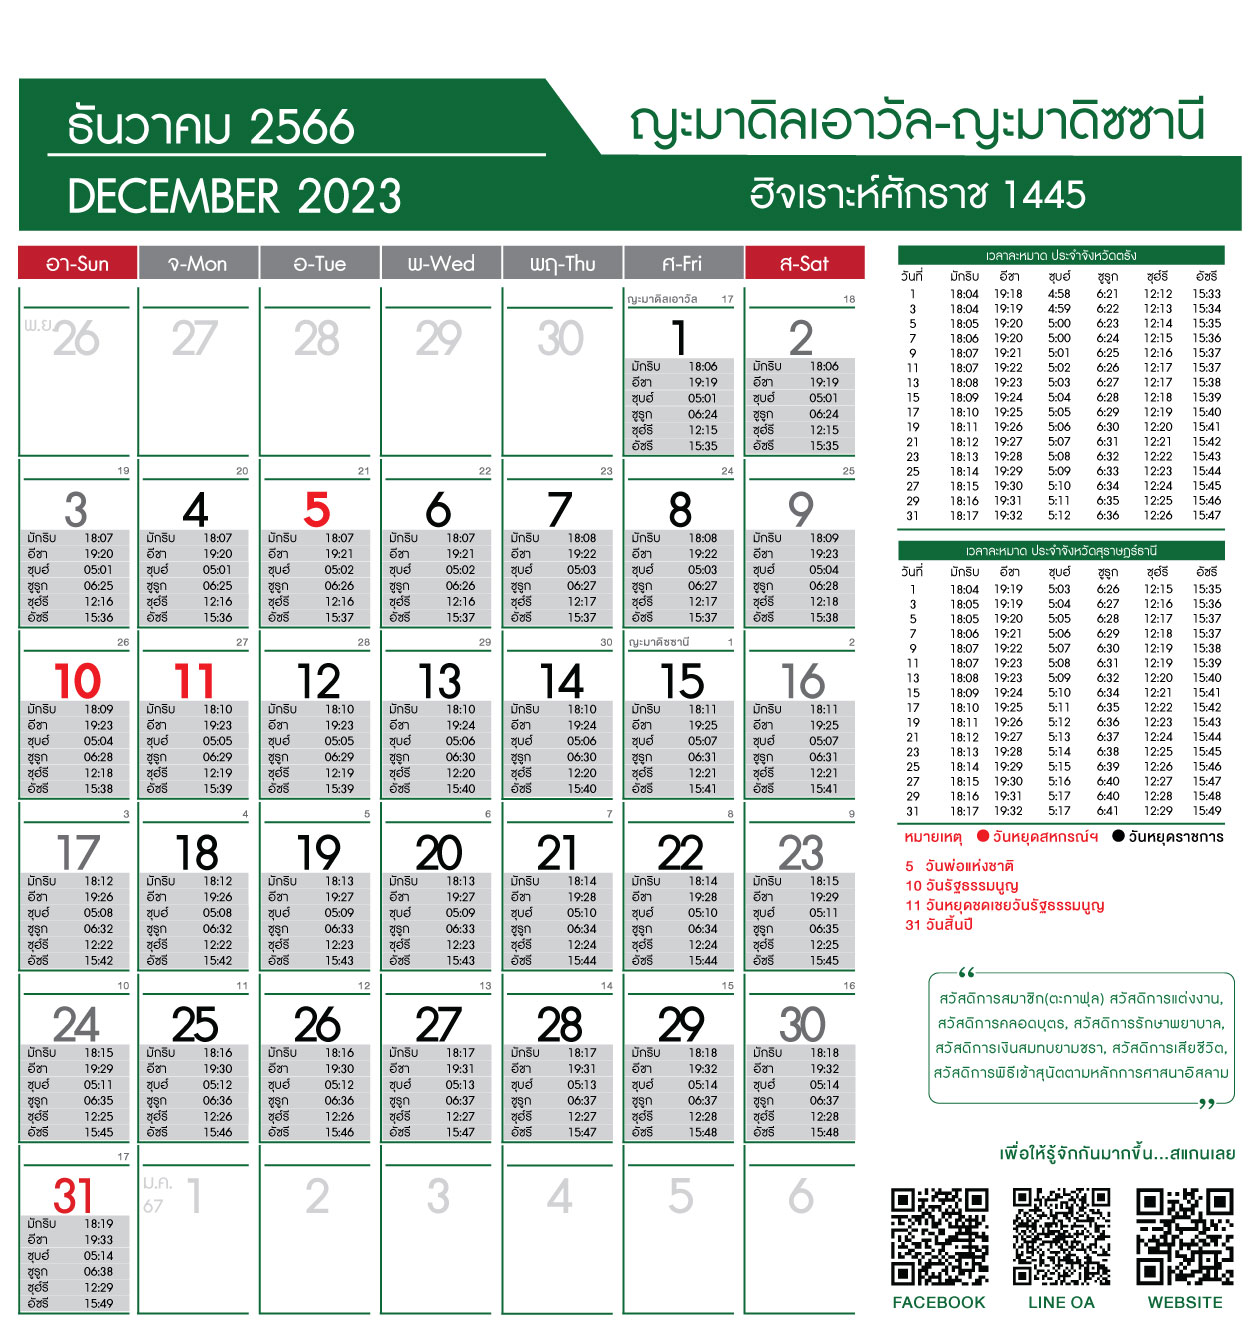 ธันวาคม 2566
DECEMBER 2023
ญะมาดิลเอาวัล-ญะมาดิซซานี
ฮิจเราะห์ศักราช 1445
อา-Sun จ-Mon อ-Tue พ-Wed พฤ-Thu ศ-Fri ส-Sat
ญะมาดิลเอาวัล 17 18
พ.ย. 26 27 28 29 30 1 2
มักริบ 18:06 มักริบ 18:06
อีซา 19:19 อีซา 19:19
ซุบฮ์ 05:01 ซุบฮ์ 05:01
ชูรูก 06:24 ชูรูก 06:24
ซุฮ์รี 12:15 ซุฮ์รี 12:15
อัซรี 15:35 อัซรี 15:35
19 20 21 22 23 24 25
3 4 5 6 7 8 9
มักริบ 18:07 มักริบ 18:07 มักริบ 18:07 มักริบ 18:07 มักริบ 18:08 มักริบ 18:08 มักริบ 18:09
อีซา 19:20 อีซา 19:20 อีซา 19:21 อีซา 19:21 อีซา 19:22 อีซา 19:22 อีซา 19:23
ซุบฮ์ 05:01 ซุบฮ์ 05:01 ซุบฮ์ 05:02 ซุบฮ์ 05:02 ซุบฮ์ 05:03 ซุบฮ์ 05:03 ซุบฮ์ 05:04
ชูรูก 06:25 ชูรูก 06:25 ชูรูก 06:26 ชูรูก 06:26 ชูรูก 06:27 ชูรูก 06:27 ชูรูก 06:28
ซุฮ์รี 12:16 ซุฮ์รี 12:16 ซุฮ์รี 12:16 ซุฮ์รี 12:16 ซุฮ์รี 12:17 ซุฮ์รี 12:17 ซุฮ์รี 12:18
อัซรี 15:36 อัซรี 15:36 อัซรี 15:37 อัซรี 15:37 อัซรี 15:37 อัซรี 15:37 อัซรี 15:38
26 27 28 29 30 ญะมาดิซซานี 1 2
10 11 12 13 14 15 16
มักริบ 18:09 มักริบ 18:10 มักริบ 18:10 มักริบ 18:10 มักริบ 18:10 มักริบ 18:11 มักริบ 18:11
อีซา 19:23 อีซา 19:23 อีซา 19:23 อีซา 19:24 อีซา 19:24 อีซา 19:25 อีซา 19:25
ซุบฮ์ 05:04 ซุบฮ์ 05:05 ซุบฮ์ 05:05 ซุบฮ์ 05:06 ซุบฮ์ 05:06 ซุบฮ์ 05:07 ซุบฮ์ 05:07
ชูรูก 06:28 ชูรูก 06:29 ชูรูก 06:29 ชูรูก 06:30 ชูรูก 06:30 ชูรูก 06:31 ชูรูก 06:31
ซุฮ์รี 12:18 ซุฮ์รี 12:19 ซุฮ์รี 12:19 ซุฮ์รี 12:20 ซุฮ์รี 12:20 ซุฮ์รี 12:21 ซุฮ์รี 12:21
อัซรี 15:38 อัซรี 15:39 อัซรี 15:39 อัซรี 15:40 อัซรี 15:40 อัซรี 15:41 อัซรี 15:41
3 4 5 6 7 8 9
17 18 19 20 21 22 23
มักริบ 18:12 มักริบ 18:12 มักริบ 18:13 มักริบ 18:13 มักริบ 18:14 มักริบ 18:14 มักริบ 18:15
อีซา 19:26 อีซา 19:26 อีซา 19:27 อีซา 19:27 อีซา 19:28 อีซา 19:28 อีซา 19:29
ซุบฮ์ 05:08 ซุบฮ์ 05:08 ซุบฮ์ 05:09 ซุบฮ์ 05:09 ซุบฮ์ 05:10 ซุบฮ์ 05:10 ซุบฮ์ 05:11
ชูรูก 06:32 ชูรูก 06:32 ชูรูก 06:33 ชูรูก 06:33 ชูรูก 06:34 ชูรูก 06:34 ชูรูก 06:35
ซุฮ์รี 12:22 ซุฮ์รี 12:22 ซุฮ์รี 12:23 ซุฮ์รี 12:23 ซุฮ์รี 12:24 ซุฮ์รี 12:24 ซุฮ์รี 12:25
อัซรี 15:42 อัซรี 15:42 อัซรี 15:43 อัซรี 15:43 อัซรี 15:44 อัซรี 15:44 อัซรี 15:45
10 11 12 13 14 15 16
24 25 26 27 28 29 30
มักริบ 18:15 มักริบ 18:16 มักริบ 18:16 มักริบ 18:17 มักริบ 18:17 มักริบ 18:18 มักริบ 18:18
อีซา 19:29 อีซา 19:30 อีซา 19:30 อีซา 19:31 อีซา 19:31 อีซา 19:32 อีซา 19:32
ซุบฮ์ 05:11 ซุบฮ์ 05:12 ซุบฮ์ 05:12 ซุบฮ์ 05:13 ซุบฮ์ 05:13 ซุบฮ์ 05:14 ซุบฮ์ 05:14
ชูรูก 06:35 ชูรูก 06:36 ชูรูก 06:36 ชูรูก 06:37 ชูรูก 06:37 ชูรูก 06:37 ชูรูก 06:37
ซุฮ์รี 12:25 ซุฮ์รี 12:26 ซุฮ์รี 12:26 ซุฮ์รี 12:27 ซุฮ์รี 12:27 ซุฮ์รี 12:28 ซุฮ์รี 12:28
อัซรี 15:45 อัซรี 15:46 อัซรี 15:46 อัซรี 15:47 อัซรี 15:47 อัซรี 15:48 อัซรี 15:48
17
31 ม.ค. 67 1 2 3 4 5 6
มักริบ 18:19
อีซา 19:33
ซุบฮ์ 05:14
ชูรูก 06:38
ซุฮ์รี 12:29
อัซรี 15:49
เวลาละหมาด ประจำจังหวัดตรัง
วันที่ มักริบ อีซา ซุบฮ์ ชูรูก ซุฮ์รี อัซรี
1 18:04 19:18 4:58 6:21 12:12 15:33
3 18:04 19:19 4:59 6:22 12:13 15:34
5 18:05 19:20 5:00 6:23 12:14 15:35
7 18:06 19:20 5:00 6:24 12:15 15:36
9 18:07 19:21 5:01 6:25 12:16 15:37
11 18:07 19:22 5:02 6:26 12:17 15:37
13 18:08 19:23 5:03 6:27 12:17 15:38
15 18:09 19:24 5:04 6:28 12:18 15:39
17 18:10 19:25 5:05 6:29 12:19 15:40
19 18:11 19:26 5:06 6:30 12:20 15:41
21 18:12 19:27 5:07 6:31 12:21 15:42
23 18:13 19:28 5:08 6:32 12:22 15:43
25 18:14 19:29 5:09 6:33 12:23 15:44
27 18:15 19:30 5:10 6:34 12:24 15:45
29 18:16 19:31 5:11 6:35 12:25 15:46
31 18:17 19:32 5:12 6:36 12:26 15:47
เวลาละหมาด ประจำจังหวัดสุราษฎร์ธานี
วันที่ มักริบ อีซา ซุบฮ์ ชูรูก ซุฮ์รี อัซรี
1 18:04 19:19 5:03 6:26 12:15 15:35
3 18:05 19:19 5:04 6:27 12:16 15:36
5 18:05 19:20 5:05 6:28 12:17 15:37
7 18:06 19:21 5:06 6:29 12:18 15:37
9 18:07 19:22 5:07 6:30 12:19 15:38
11 18:07 19:23 5:08 6:31 12:19 15:39
13 18:08 19:23 5:09 6:32 12:20 15:40
15 18:09 19:24 5:10 6:34 12:21 15:41
17 18:10 19:25 5:11 6:35 12:22 15:42
19 18:11 19:26 5:12 6:36 12:23 15:43
21 18:12 19:27 5:13 6:37 12:24 15:44
23 18:13 19:28 5:14 6:38 12:25 15:45
25 18:14 19:29 5:15 6:39 12:26 15:46
27 18:15 19:30 5:16 6:40 12:27 15:47
29 18:16 19:31 5:17 6:40 12:28 15:48
31 18:17 19:32 5:17 6:41 12:29 15:49
หมายเหตุ วันหยุดสหกรณ์ฯ วันหยุดราชการ
5 วันพ่อแห่งชาติ
10 วันรัฐธรรมนูญ
11 วันหยุดชดเชยวันรัฐธรรมนูญ
31 วันสิ้นปี
“
สวัสดิการสมาชิก(ตะกาฟุล) สวัสดิการแต่งงาน,
สวัสดิการคลอดบุตร, สวัสดิการรักษาพยาบาล,
สวัสดิการเงินสมทบยามชรา, สวัสดิการเสียชีวิต,
สวัสดิการพิธีเข้าสุนัตตามหลักการศาสนาอิสลาม
”
เพื่อให้รู้จักกันมากขึ้น...สแกนเลย
FACEBOOK LINE OA WEBSITE